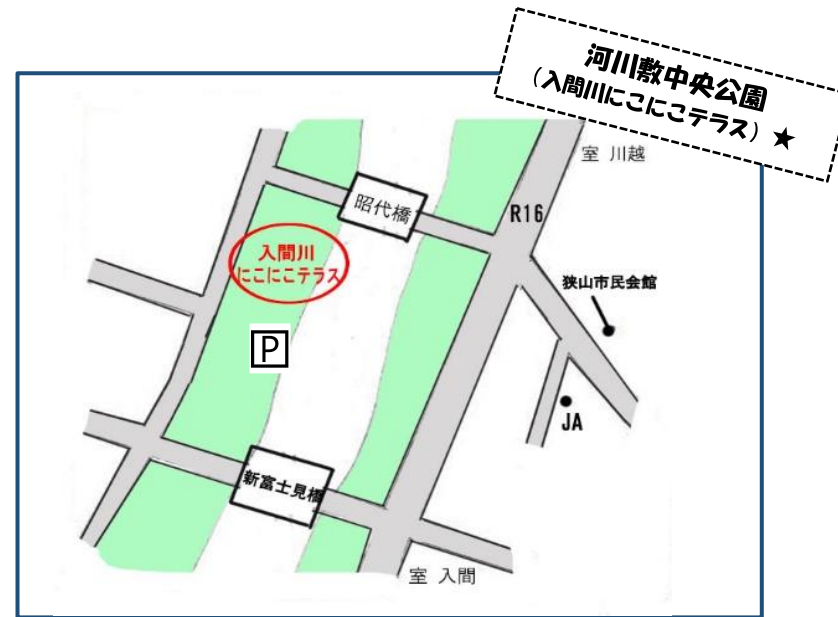 河川敷中央公園
(入間川にこにこテラス)★
室 川越
昭代橋
R16
入間川
にこにこテラス
狭山市民会館
P
JA
新富士見橋
室 入間